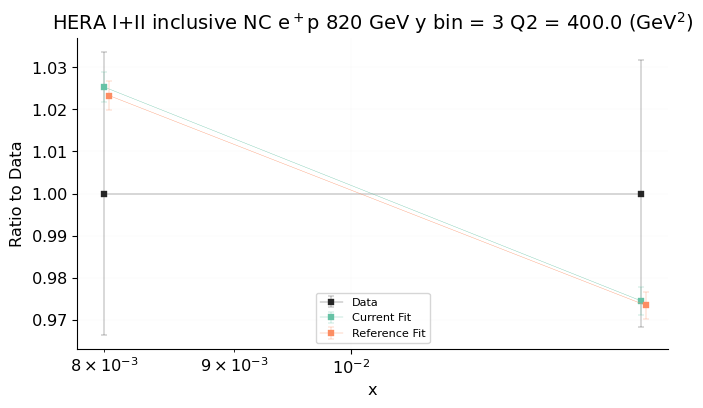 HERA I+II inclusive NC e⁺p 820 GeV y bin = 3 Q2 = 400.0 (GeV²)
Ratio to Data
1.03
1.02
1.01
1.00
0.99
0.98
0.97
Data
Current Fit
Reference Fit
8 × 10⁻³
9 × 10⁻³
10⁻²
x